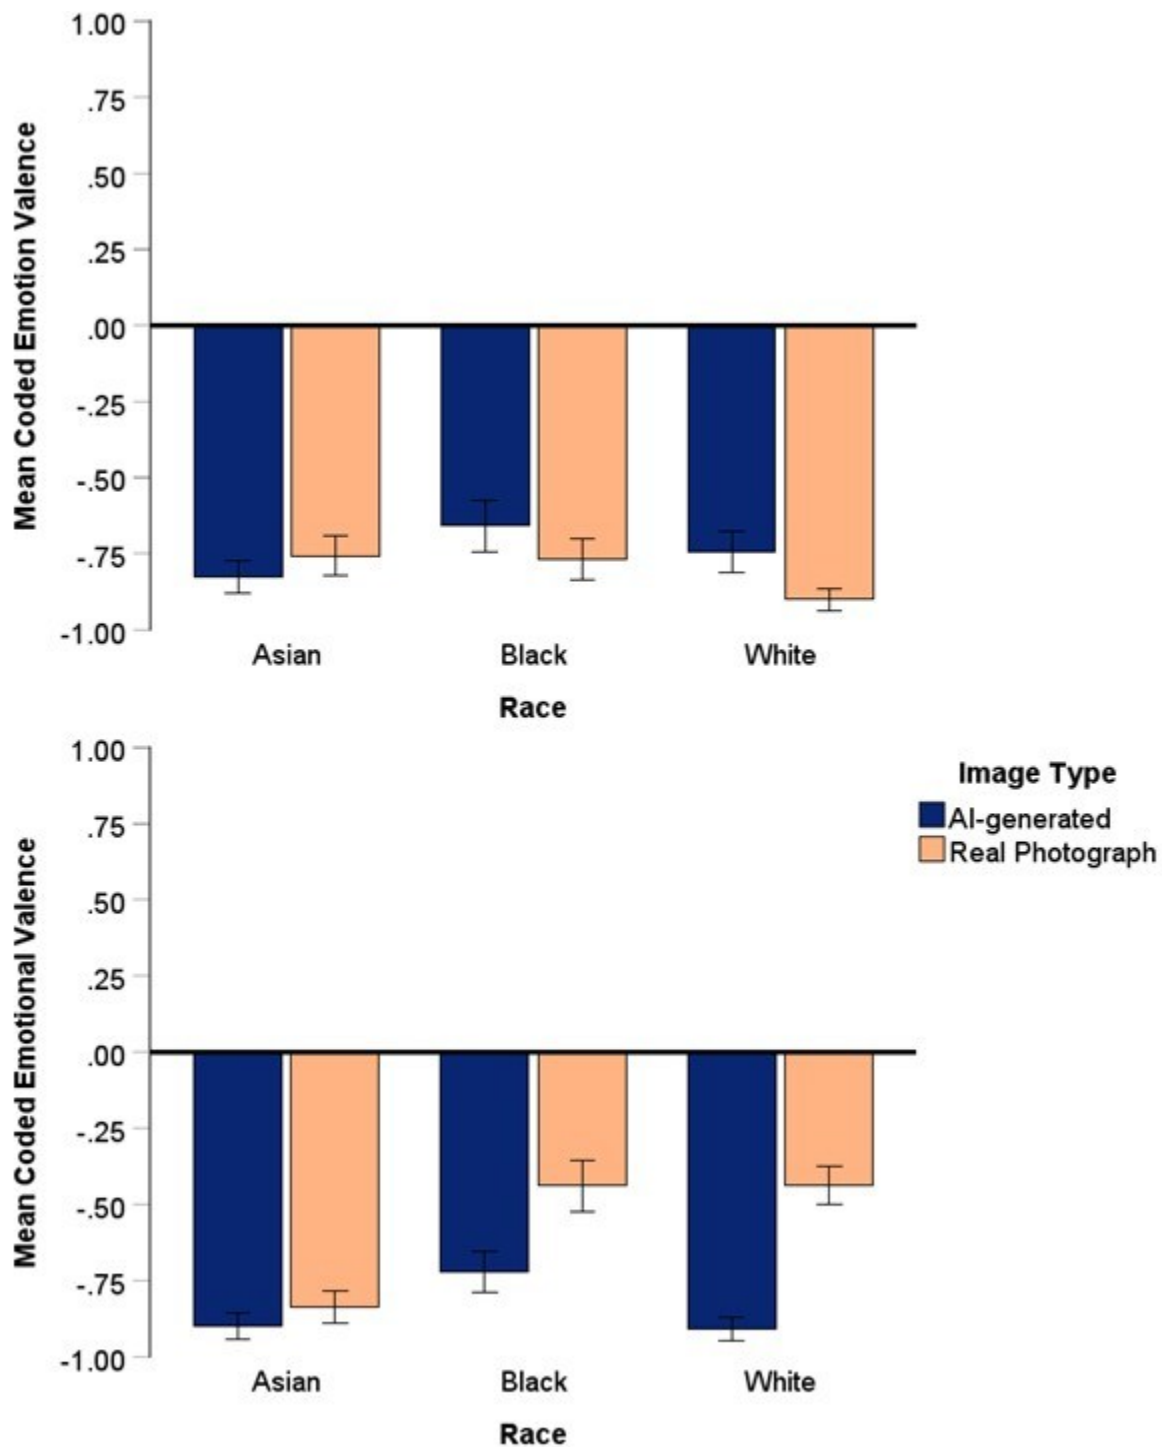 1.00
.75
.50
.25
.00
-.25
-.50
-.75
-1.00
Mean Coded Emotion Valence
Asian Black White
Race
1.00
.75
.50
.25
.00
-.25
-.50
-.75
-1.00
Mean Coded Emotional Valence
Asian Black White
Race
Image Type
AI-generated
Real Photograph